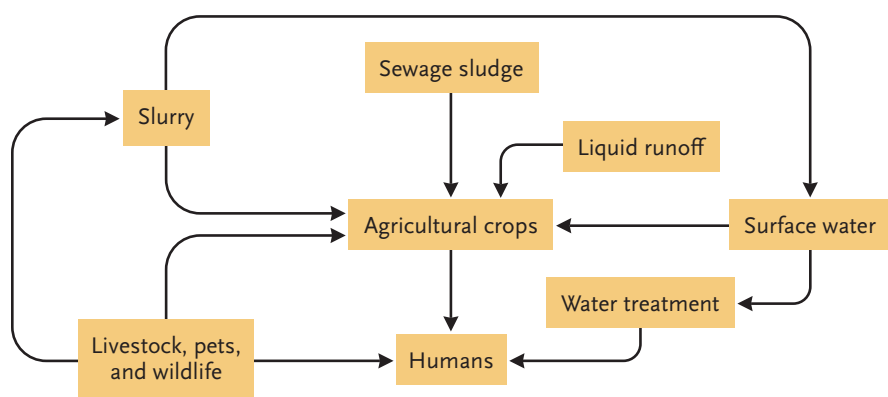 Sewage sludge
Slurry
Liquid runoff
Agricultural crops
Surface water
Water treatment
Livestock, pets,
and wildlife
Humans